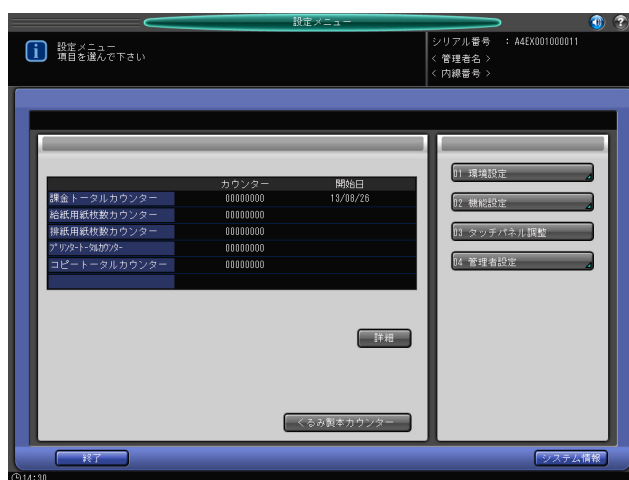 設定メニュー
設定メニュー
項目を選んで下さい
シリアル番号 : A4EX001000011
< 管理者名 >
< 内線番号 >
カウンター 開始日
課金トータルカウンター 00000000 13/08/26
給紙用紙枚数カウンター 00000000
排紙用紙枚数カウンター 00000000
プリンタートータルカウンター 00000000
コピートータルカウンター 00000000
01 環境設定
02 機能設定
03 タッチパネル調整
04 管理者設定
詳細
くるみ製本カウンター
終了
システム情報
14:30